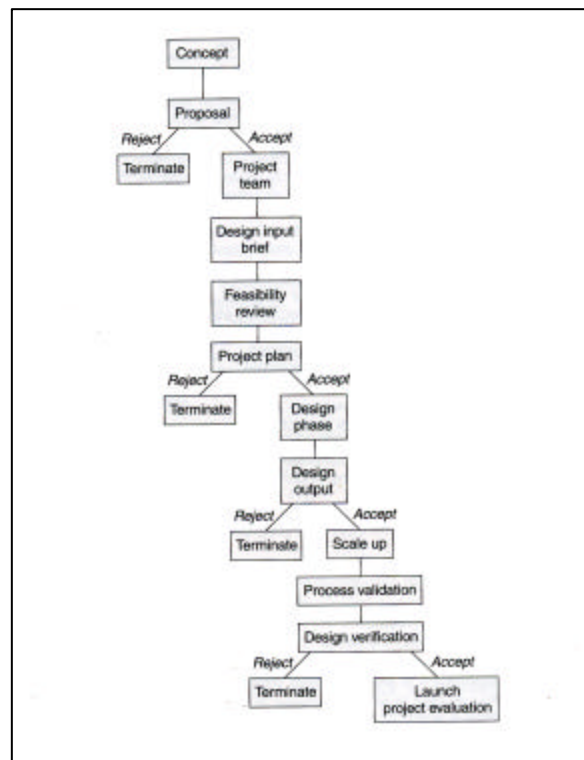 Concept
Proposal
Reject
Accept
Terminate
Project
team
Design input
brief
Feasibility
review
Project plan
Reject
Accept
Terminate
Design
phase
Design
output
Reject
Accept
Terminate
Scale up
Process validation
Design verification
Reject
Accept
Terminate
Launch
project evaluation